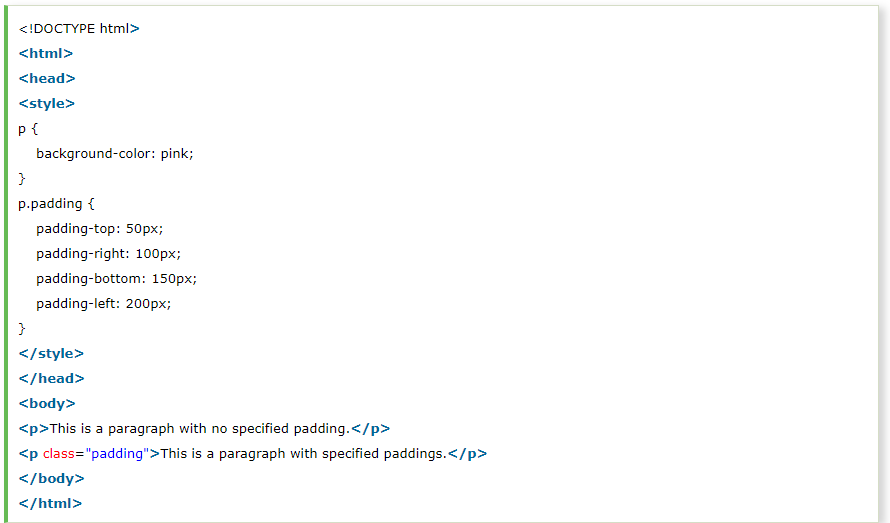 <!DOCTYPE html>
<html>
<head>
<style>
p {
    background-color: pink;
}
p.padding {
    padding-top: 50px;
    padding-right: 100px;
    padding-bottom: 150px;
    padding-left: 200px;
}
</style>
</head>
<body>
<p>This is a paragraph with no specified padding.</p>
<p class="padding">This is a paragraph with specified paddings.</p>
</body>
</html>